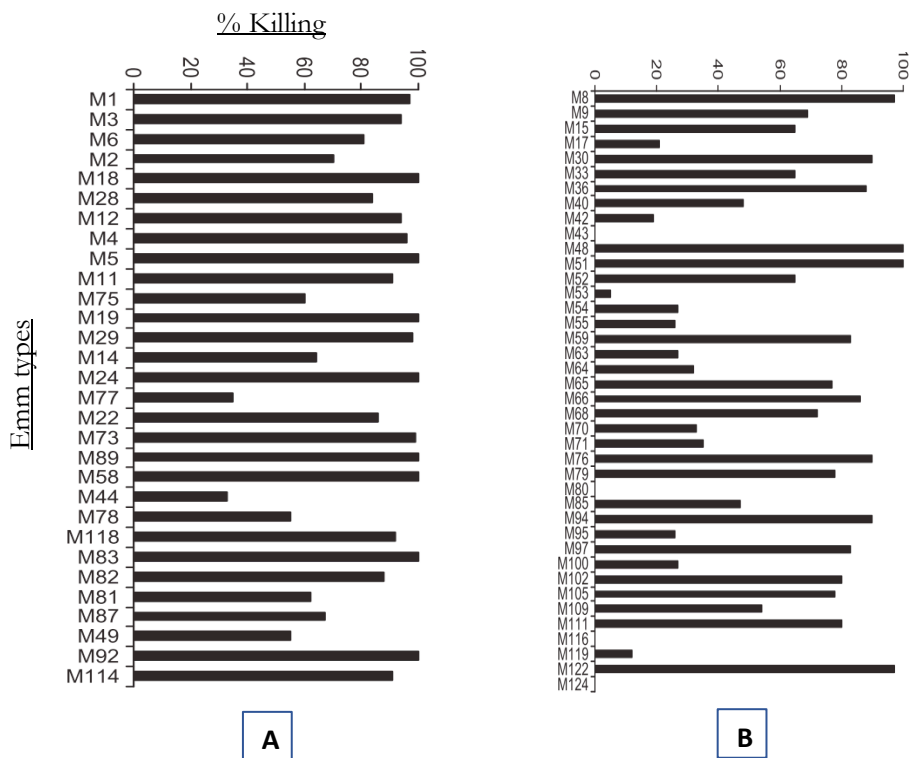 % Killing
0 20 40 60 80 100
Emm types
M1
M3
M6
M2
M18
M28
M12
M4
M5
M11
M75
M19
M29
M14
M24
M77
M22
M73
M89
M58
M44
M78
M118
M83
M82
M81
M87
M49
M92
M114
A
0 20 40 60 80 100
M8
M9
M15
M17
M30
M33
M36
M40
M42
M43
M48
M51
M52
M53
M54
M55
M59
M63
M64
M65
M66
M68
M70
M71
M76
M79
M80
M85
M94
M95
M97
M100
M102
M105
M109
M111
M116
M119
M122
M124
B